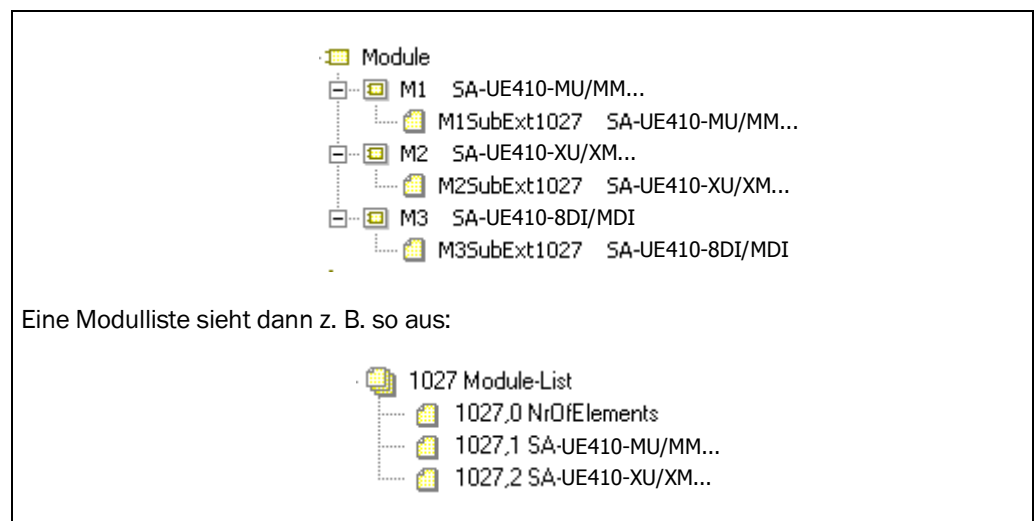 Module
M1 SA-UE410-MU/MM...
M1SubExt1027 SA-UE410-MU/MM...
M2 SA-UE410-XU/XM...
M2SubExt1027 SA-UE410-XU/XM...
M3 SA-UE410-8DI/MDI
M3SubExt1027 SA-UE410-8DI/MDI
Eine Modulliste sieht dann z. B. so aus:
1027 Module-List
1027,0 NrOfElements
1027,1 SA-UE410-MU/MM...
1027,2 SA-UE410-XU/XM...